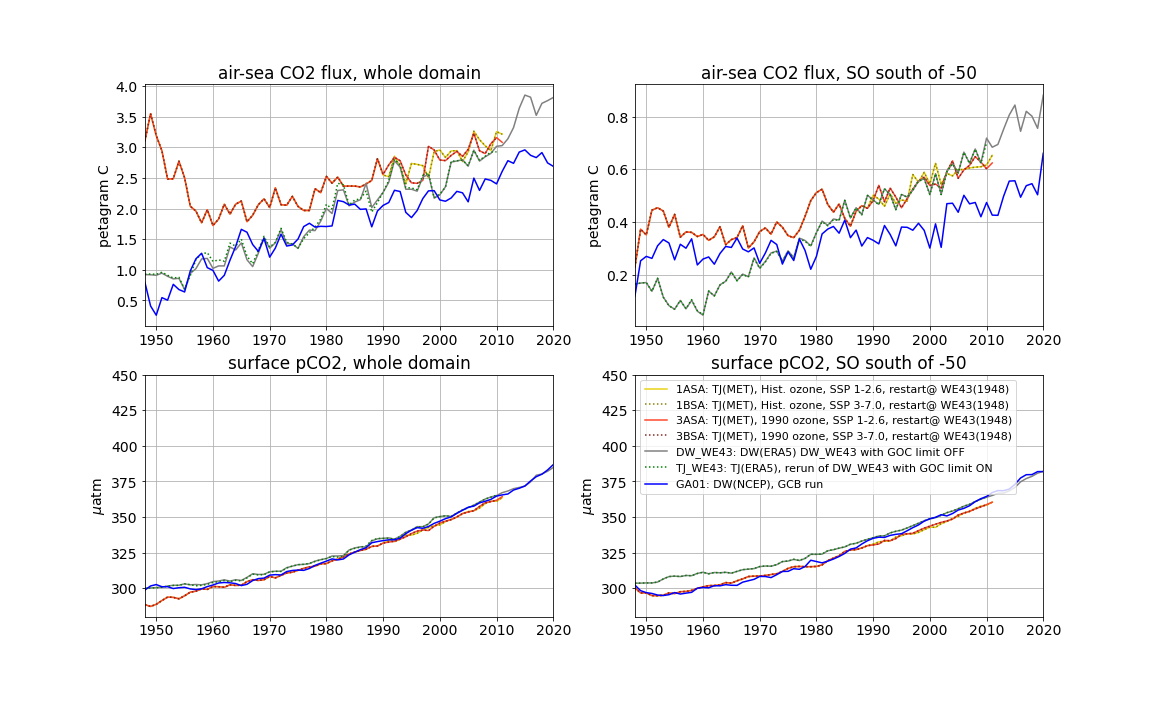 air-sea CO2 flux, whole domain
petagram C
4.0
3.5
3.0
2.5
2.0
1.5
1.0
0.5
1950 1960 1970 1980 1990 2000 2010 2020
air-sea CO2 flux, SO south of -50
petagram C
0.8
0.6
0.4
0.2
1950 1960 1970 1980 1990 2000 2010 2020
surface pCO2, whole domain
μatm
450
425
400
375
350
325
300
1950 1960 1970 1980 1990 2000 2010 2020
surface pCO2, SO south of -50
μatm
450
425
400
375
350
325
300
1ASA: TJ(MET), Hist. ozone, SSP 1-2.6, restart@ WE43(1948)
1BSA: TJ(MET), Hist. ozone, SSP 3-7.0, restart@ WE43(1948)
3ASA: TJ(MET), 1990 ozone, SSP 1-2.6, restart@ WE43(1948)
3BSA: TJ(MET), 1990 ozone, SSP 3-7.0, restart@ WE43(1948)
DW_WE43: DW(ERA5) DW_WE43 with GOC limit OFF
TJ_WE43: TJ(ERA5), rerun of DW_WE43 with GOC limit ON
GA01: DW(NCEP), GCB run
1950 1960 1970 1980 1990 2000 2010 2020